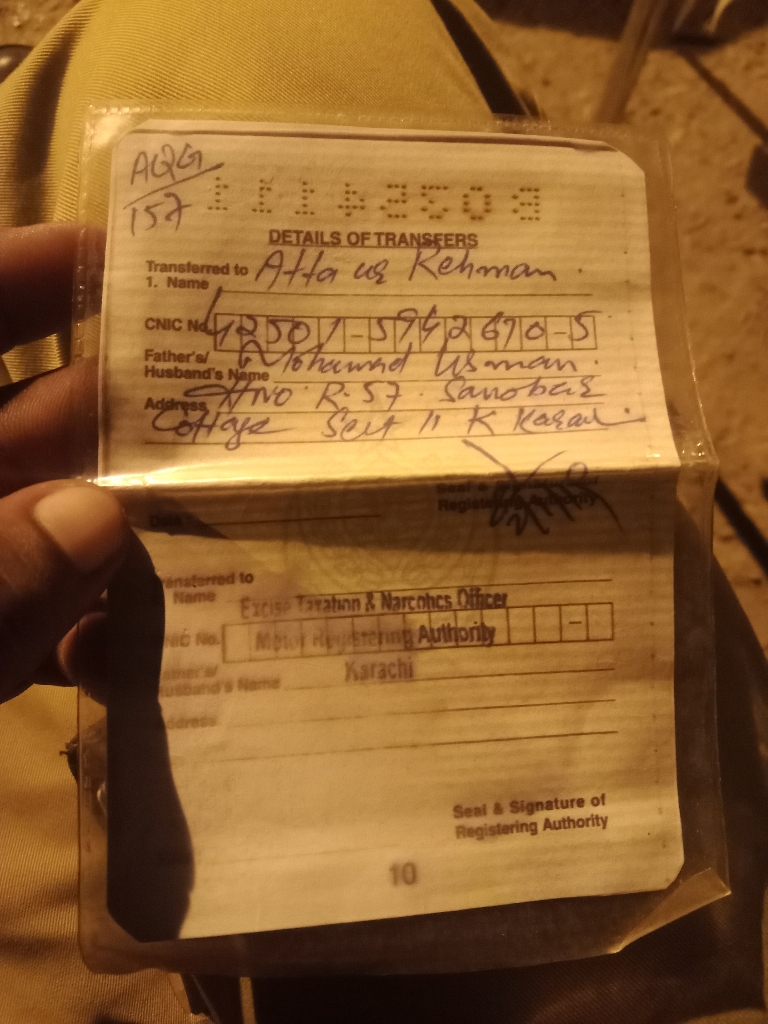 AQG
157
DETAILS OF TRANSFERS
Transferred to
1. Name Atta ur Rehman.
CNIC No. 42501-5942670-5
Father's/
Husband's Name Mohamad Usman.
Address HNO R-57. Sanobar
Cottage Sect 11 K Karachi
Seal & Signature of
Registering Authority
Date
Transferred to
Name
Excise Taxation & Narcotics Officer
CNIC No. Motor Registering Authority
Father's/
Husband's Name Karachi
Address
Seal & Signature of
Registering Authority
10